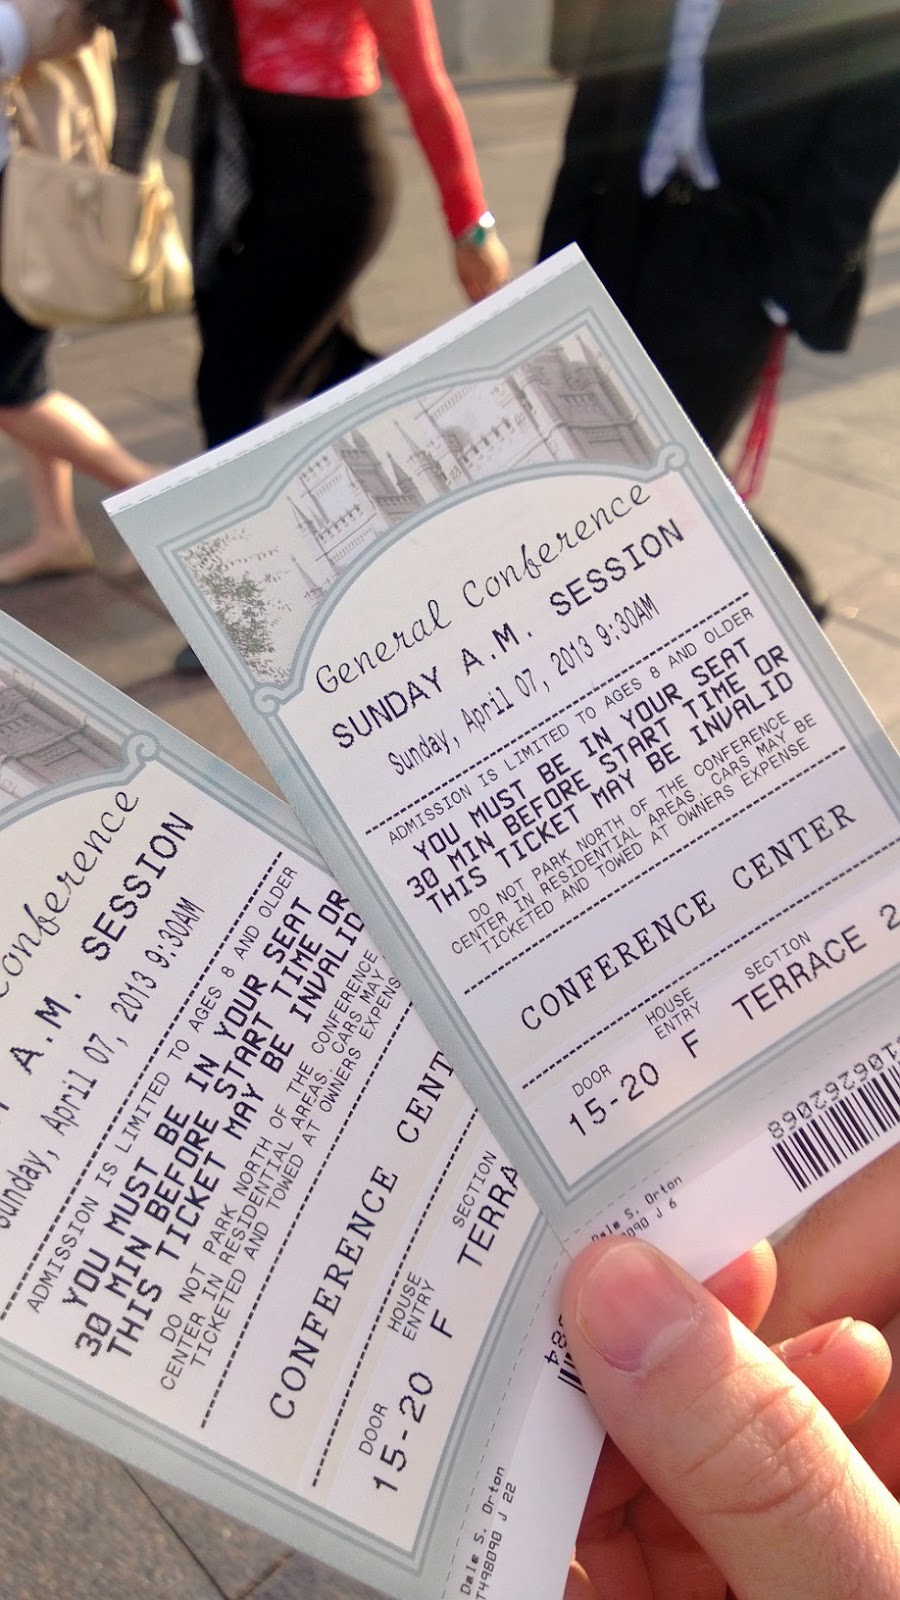 General Conference
SUNDAY A.M. SESSION
Sunday, April 07, 2013 9:30AM
ADMISSION IS LIMITED TO AGES 8 AND OLDER
YOU MUST BE IN YOUR SEAT
30 MIN BEFORE START TIME OR
THIS TICKET MAY BE INVALID
DO NOT PARK NORTH OF THE CONFERENCE
CENTER IN RESIDENTIAL AREAS. CARS MAY BE
TICKETED AND TOWED AT OWNERS EXPENSE
CONFERENCE CENTER
DOOR HOUSE ENTRY SECTION
15-20 F TERRACE 2
Dale S. Orton
J 6
Conference
A.M. SESSION
Sunday, April 07, 2013 9:30AM
ADMISSION IS LIMITED TO AGES 8 AND OLDER
YOU MUST BE IN YOUR SEAT
30 MIN BEFORE START TIME OR
THIS TICKET MAY BE INVALID
DO NOT PARK NORTH OF THE CONFERENCE
CENTER IN RESIDENTIAL AREAS. CARS MAY
TICKETED AND TOWED AT OWNERS EXPENS
CONFERENCE CENT
DOOR HOUSE ENTRY SECTION
15-20 F TERRA
Dale S. Orton
T498090 J 22